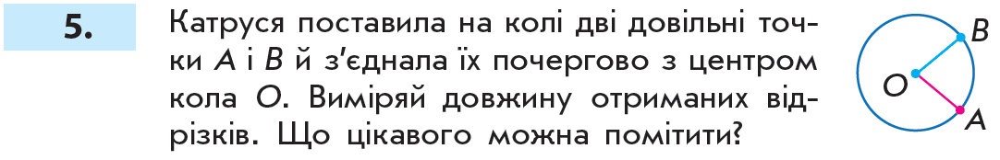 5.
Катруся поставила на колі дві довільні точ-
ки A і B й з’єднала їх почергово з центром
кола O. Виміряй довжину отриманих від-
різків. Що цікавого можна помітити?
B
O
A